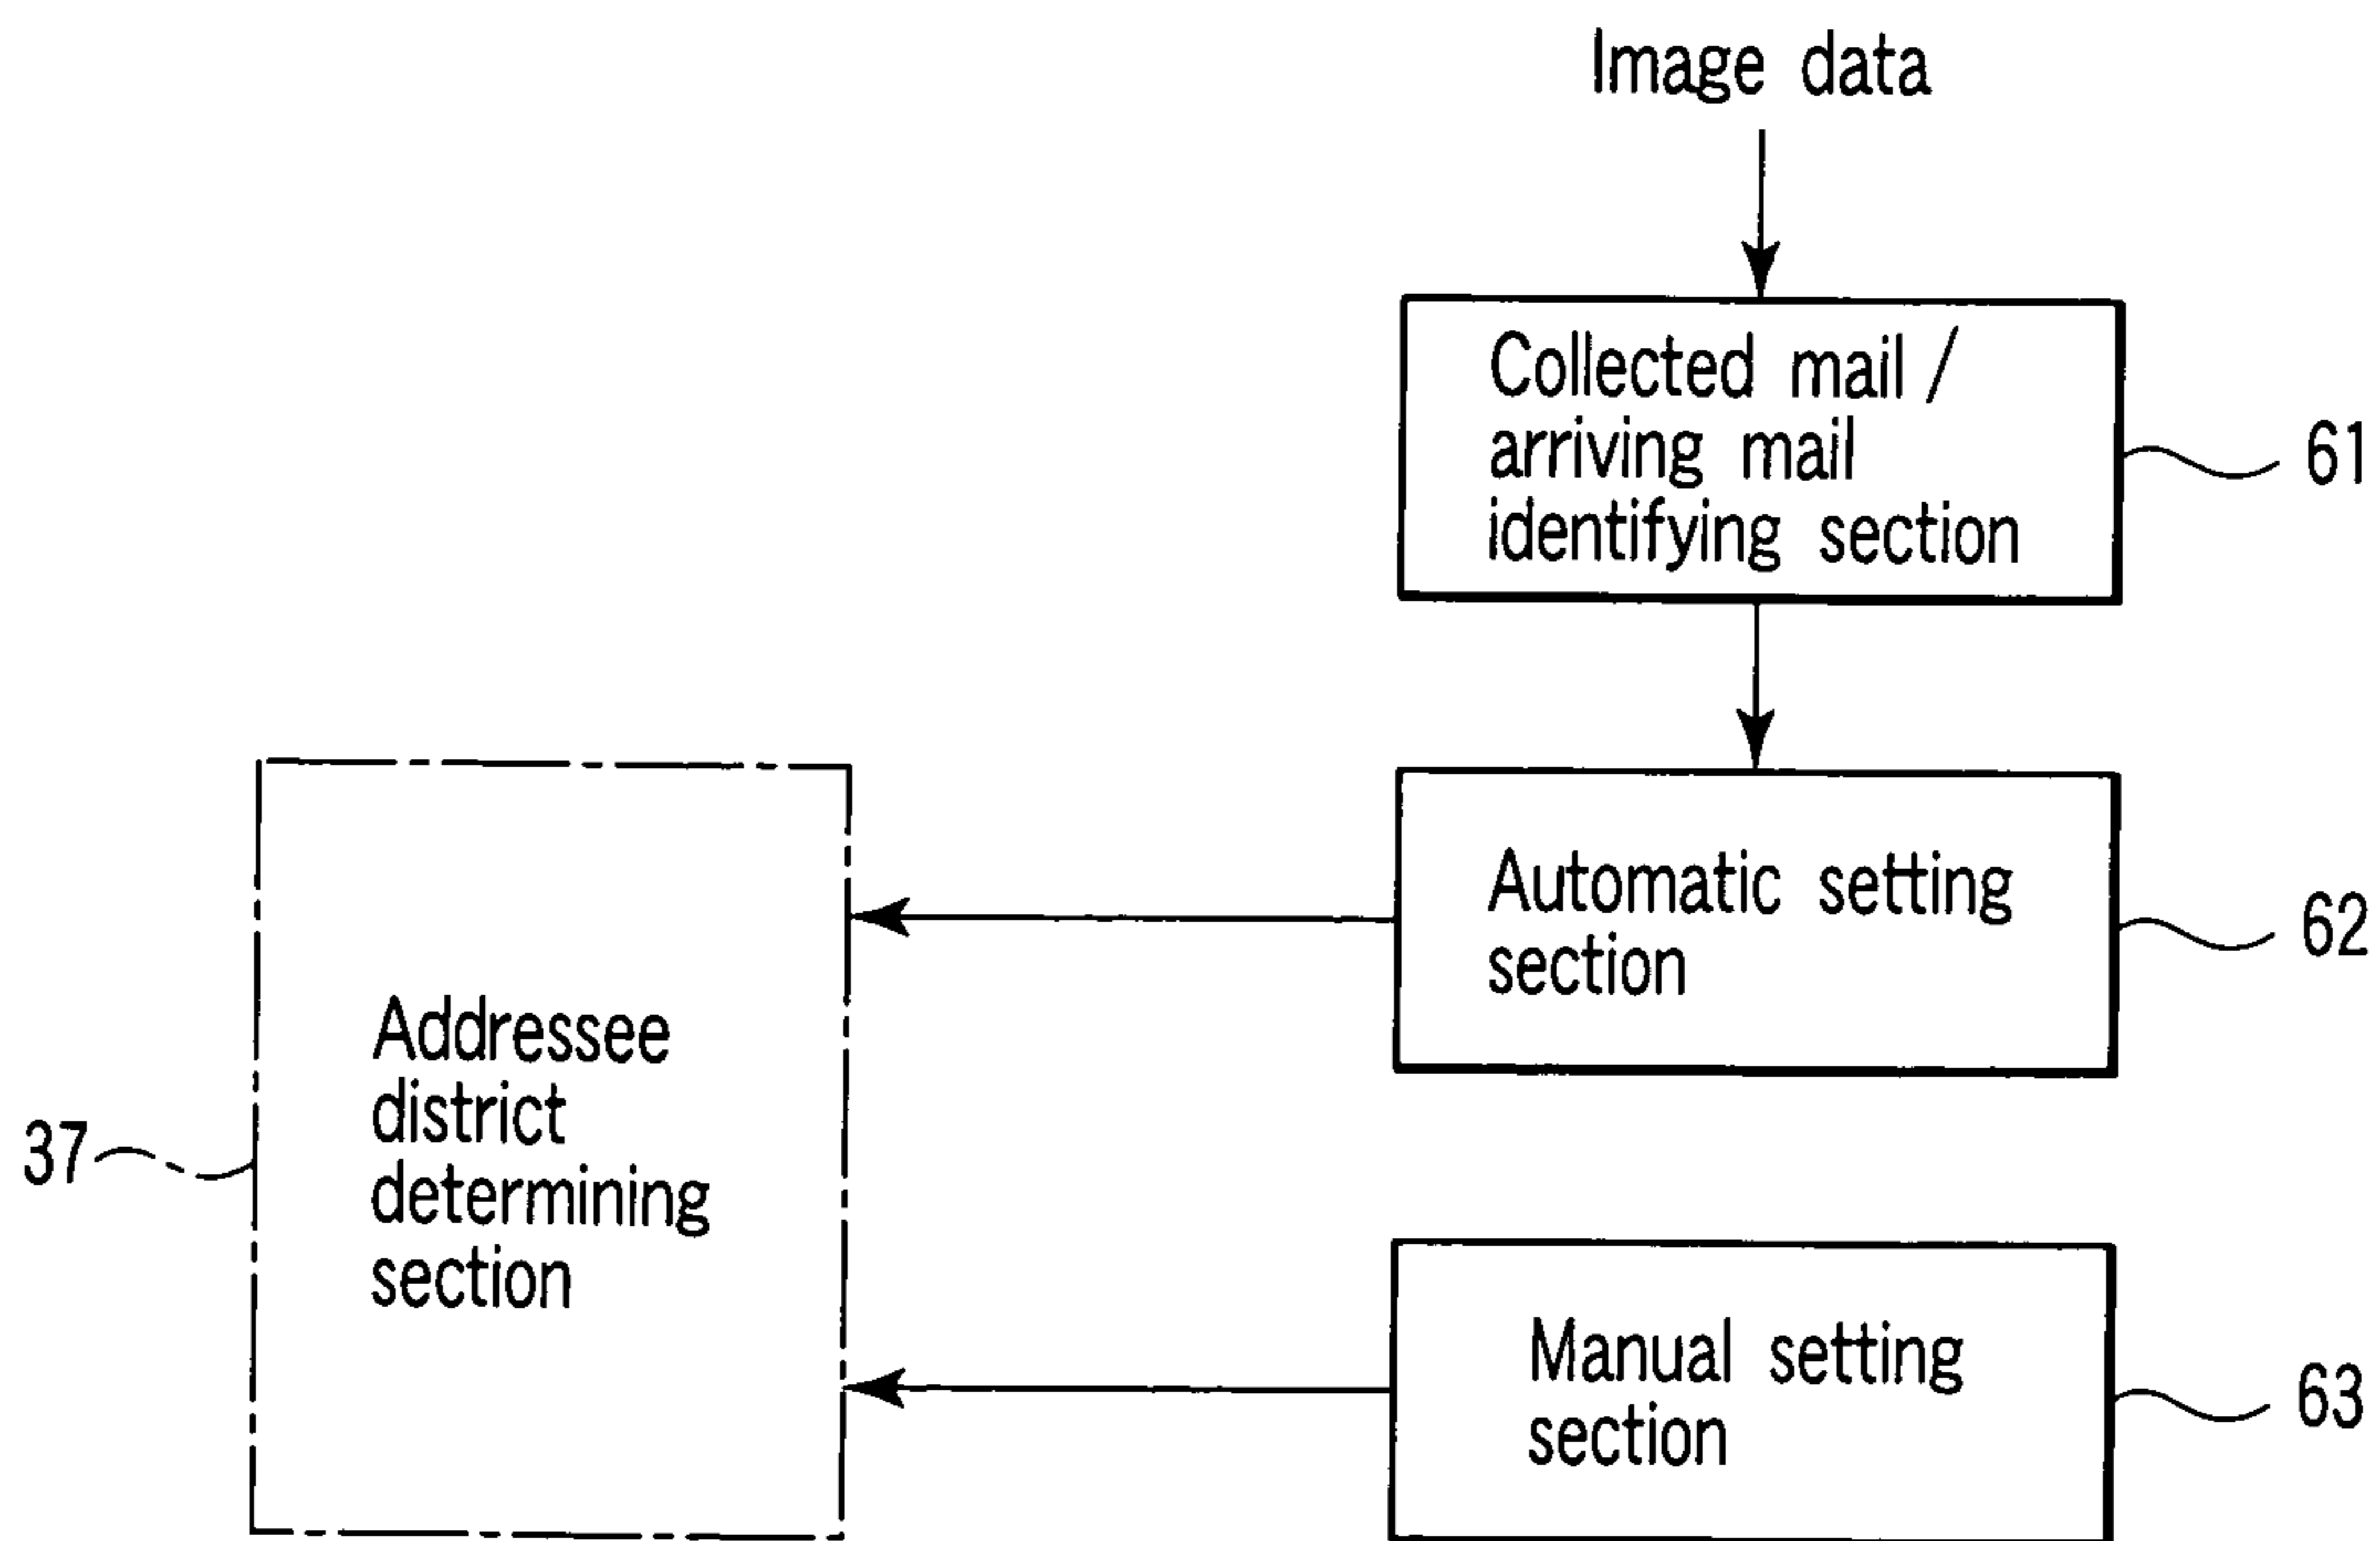 Image data
Collected mail /
arriving mail
identifying section
61
Automatic setting
section
62
Addressee
district
determining
section
37
Manual setting
section
63